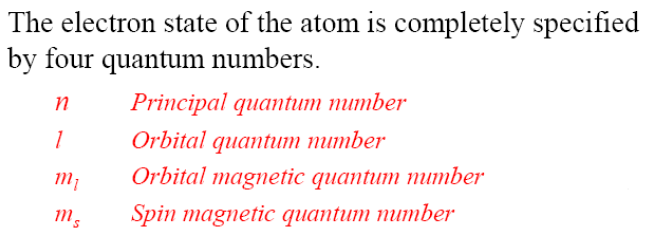 The electron state of the atom is completely specified
by four quantum numbers.
n Principal quantum number
l Orbital quantum number
m_l Orbital magnetic quantum number
m_s Spin magnetic quantum number